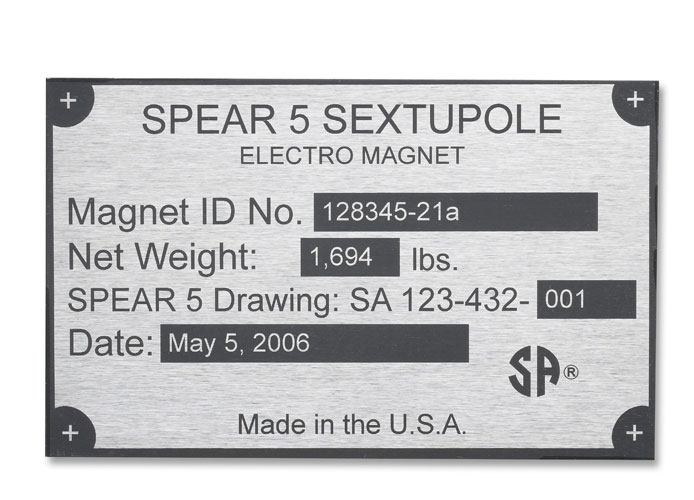 SPEAR 5 SEXTUPOLE
ELECTRO MAGNET
Magnet ID No. 128345-21a
Net Weight: 1,694 lbs.
SPEAR 5 Drawing: SA 123-432- 001
Date: May 5, 2006
SA®
Made in the U.S.A.